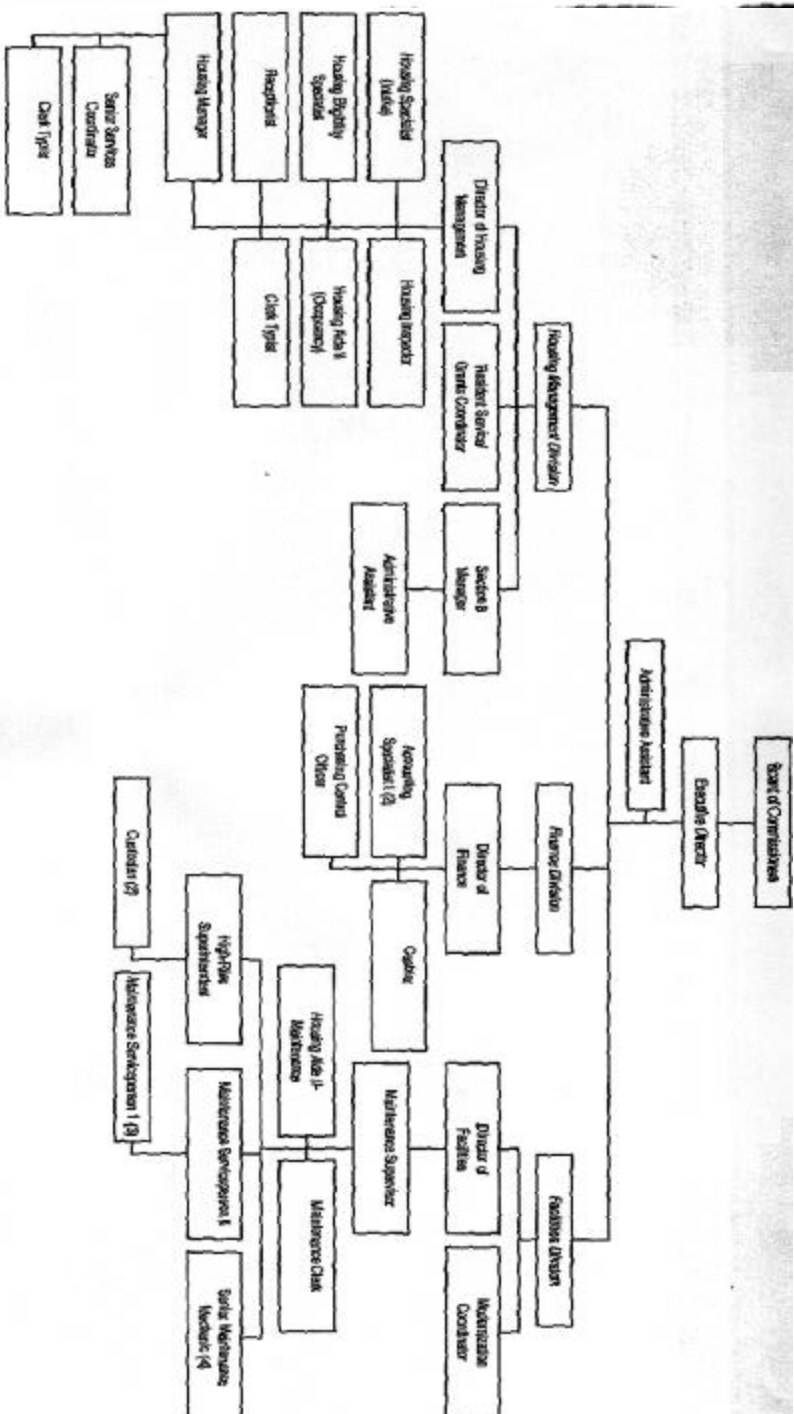 Board of Commissioners
Executive Director
Administrative Assistant
Housing Management Division
Finance Division
Facilities Division
Director of Housing
Management
Resident Service/
Grants Coordinator
Section 8
Manager
Director of
Finance
Director of
Facilities
Modernization
Coordinator
Housing Specialist
(Intake)
Housing Inspector
Administrative
Assistant
Accounting
Specialist I (2)
Cashier
Maintenance Supervisor
Housing Eligibility
Specialist
Housing Aide II
(Occupancy)
Purchasing Control
Officer
Housing Aide II-
Maintenance
Maintenance Clerk
Receptionist
Clerk Typist
High-Rise
Superintendent
Maintenance Serviceperson II
Senior Maintenance
Mechanic (4)
Housing Manager
Custodian (2)
Maintenance Serviceperson 1 (3)
Senior Services
Coordinator
Clerk Typist